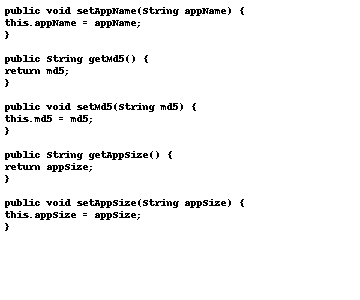 public void setAppName(String appName) {
this.appName = appName;
}
public String getMd5() {
return md5;
}
public void setMd5(String md5) {
this.md5 = md5;
}
public String getAppSize() {
return appSize;
}
public void setAppSize(String appSize) {
this.appSize = appSize;
}